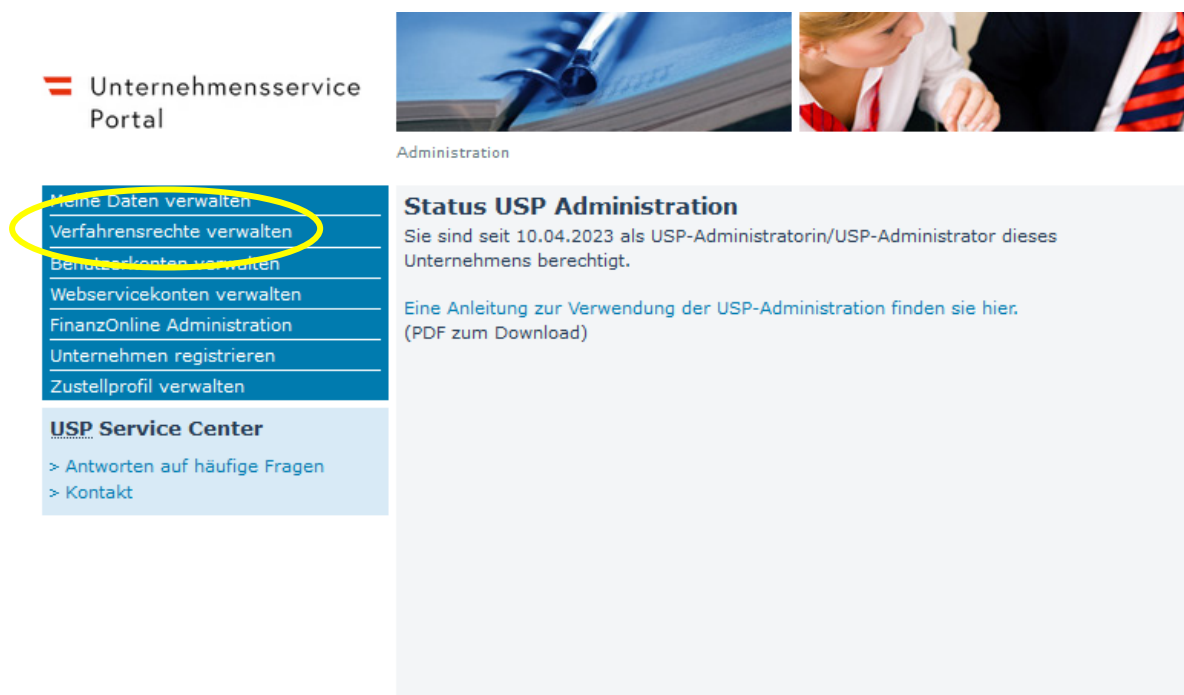 Unternehmensservice
Portal
Administration
Meine Daten verwalten
Verfahrensrechte verwalten
Benutzerkonten verwalten
Webservicekonten verwalten
FinanzOnline Administration
Unternehmen registrieren
Zustellprofil verwalten
USP Service Center
> Antworten auf häufige Fragen
> Kontakt
Status USP Administration
Sie sind seit 10.04.2023 als USP-Administratorin/USP-Administrator dieses
Unternehmens berechtigt.
Eine Anleitung zur Verwendung der USP-Administration finden sie hier.
(PDF zum Download)